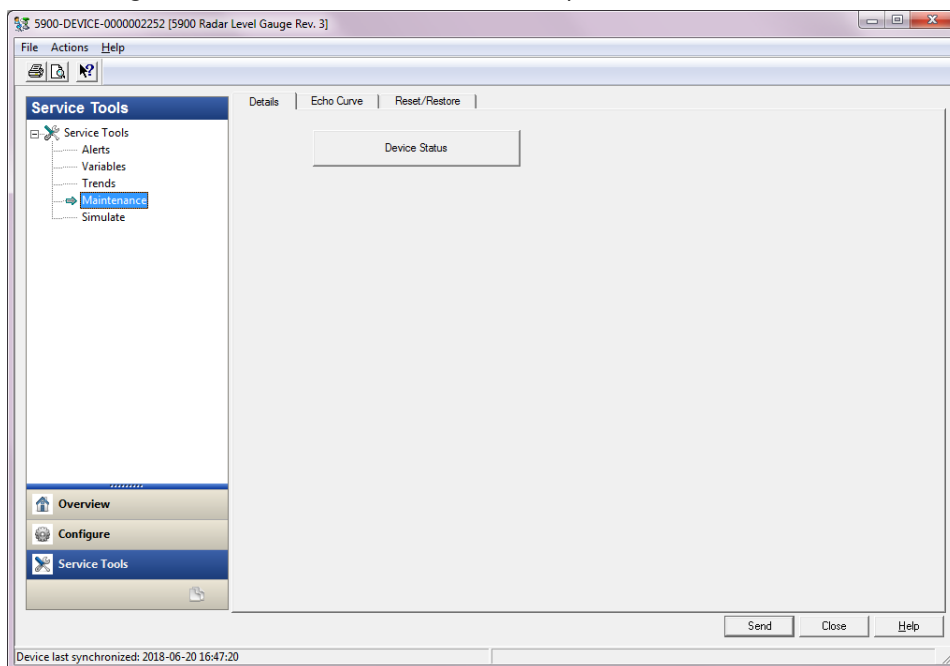 5900-DEVICE-0000002252 [5900 Radar Level Gauge Rev. 3]
File Actions Help
Service Tools
Details Echo Curve Reset/Restore
Service Tools
Alerts
Variables
Trends
Maintenance
Simulate
Device Status
Overview
Configure
Service Tools
Send Close Help
Device last synchronized: 2018-06-20 16:47:20